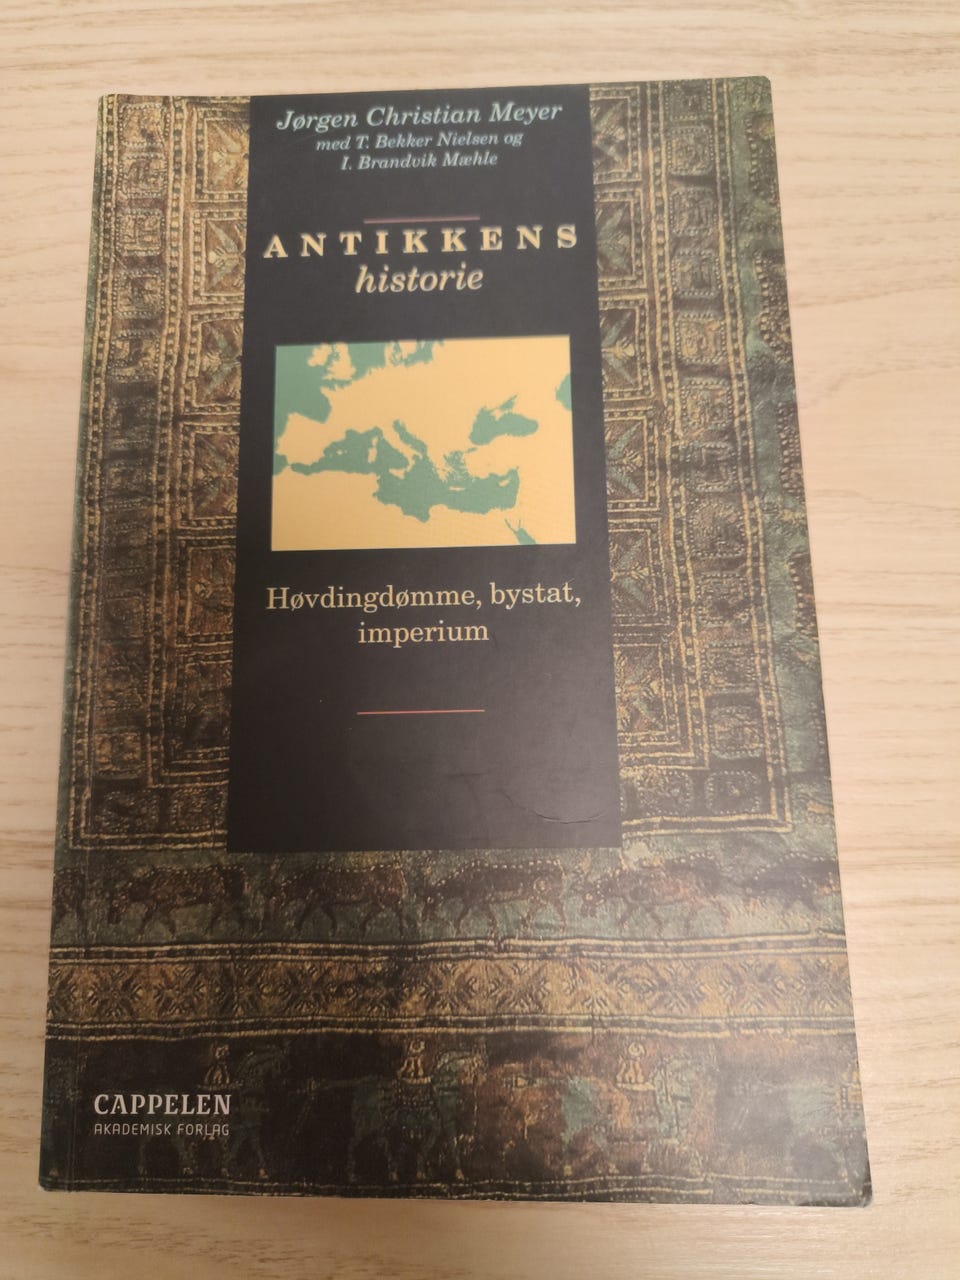 Jørgen Christian Meyer
med T. Bekker Nielsen og
I. Brandvik Mæhle
ANTIKKENS
historie
Høvdingdømme, bystat,
imperium
CAPPELEN
AKADEMISK FORLAG